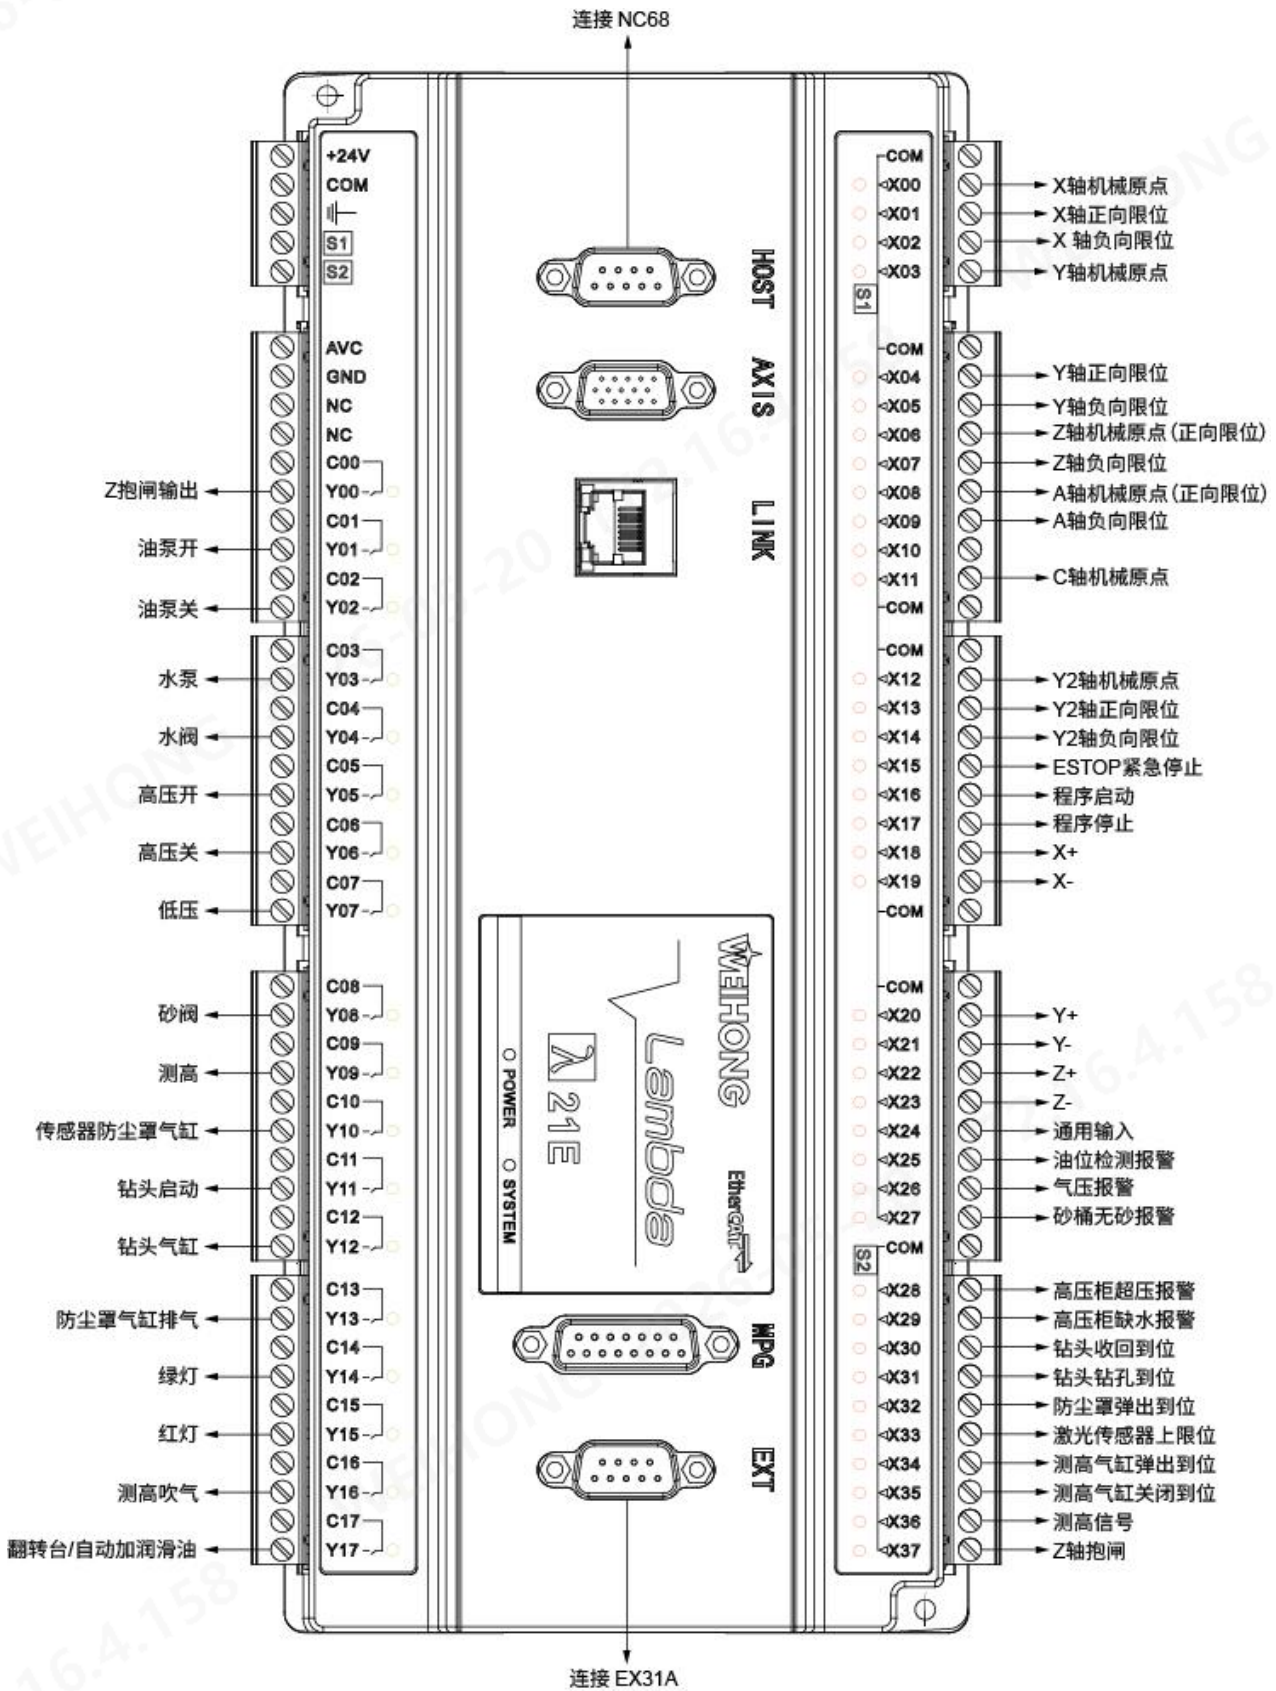 连接 NC68
+24V
COM
S1
S2
AVC
GND
NC
NC
C00
Z抱闸输出 Y00
C01
油泵开 Y01
C02
油泵关 Y02
C03
水泵 Y03
C04
水阀 Y04
C05
高压开 Y05
C06
高压关 Y06
C07
低压 Y07
C08
砂阀 Y08
C09
测高 Y09
C10
传感器防尘罩气缸 Y10
C11
钻头启动 Y11
C12
钻头气缸 Y12
C13
防尘罩气缸排气 Y13
C14
绿灯 Y14
C15
红灯 Y15
C16
测高吹气 Y16
C17
翻转台/自动加润滑油 Y17
HOST
AXIS
LINK
WEIHONG
Lambda
λ 21E
EtherCAT
POWER
SYSTEM
MPG
EXT
COM
X00 X轴机械原点
X01 X轴正向限位
X02 X 轴负向限位
X03 Y轴机械原点
S1
COM
X04 Y轴正向限位
X05 Y轴负向限位
X06 Z轴机械原点(正向限位)
X07 Z轴负向限位
X08 A轴机械原点(正向限位)
X09 A轴负向限位
X10
X11 C轴机械原点
COM
COM
X12 Y2轴机械原点
X13 Y2轴正向限位
X14 Y2轴负向限位
X15 ESTOP紧急停止
X16 程序启动
X17 程序停止
X18 X+
X19 X-
COM
COM
X20 Y+
X21 Y-
X22 Z+
X23 Z-
X24 通用输入
X25 油位检测报警
X26 气压报警
X27 砂桶无砂报警
S2
COM
X28 高压柜超压报警
X29 高压柜缺水报警
X30 钻头收回到位
X31 钻头钻孔到位
X32 防尘罩弹出到位
X33 激光传感器上限位
X34 测高气缸弹出到位
X35 测高气缸关闭到位
X36 测高信号
X37 Z轴抱闸
连接 EX31A